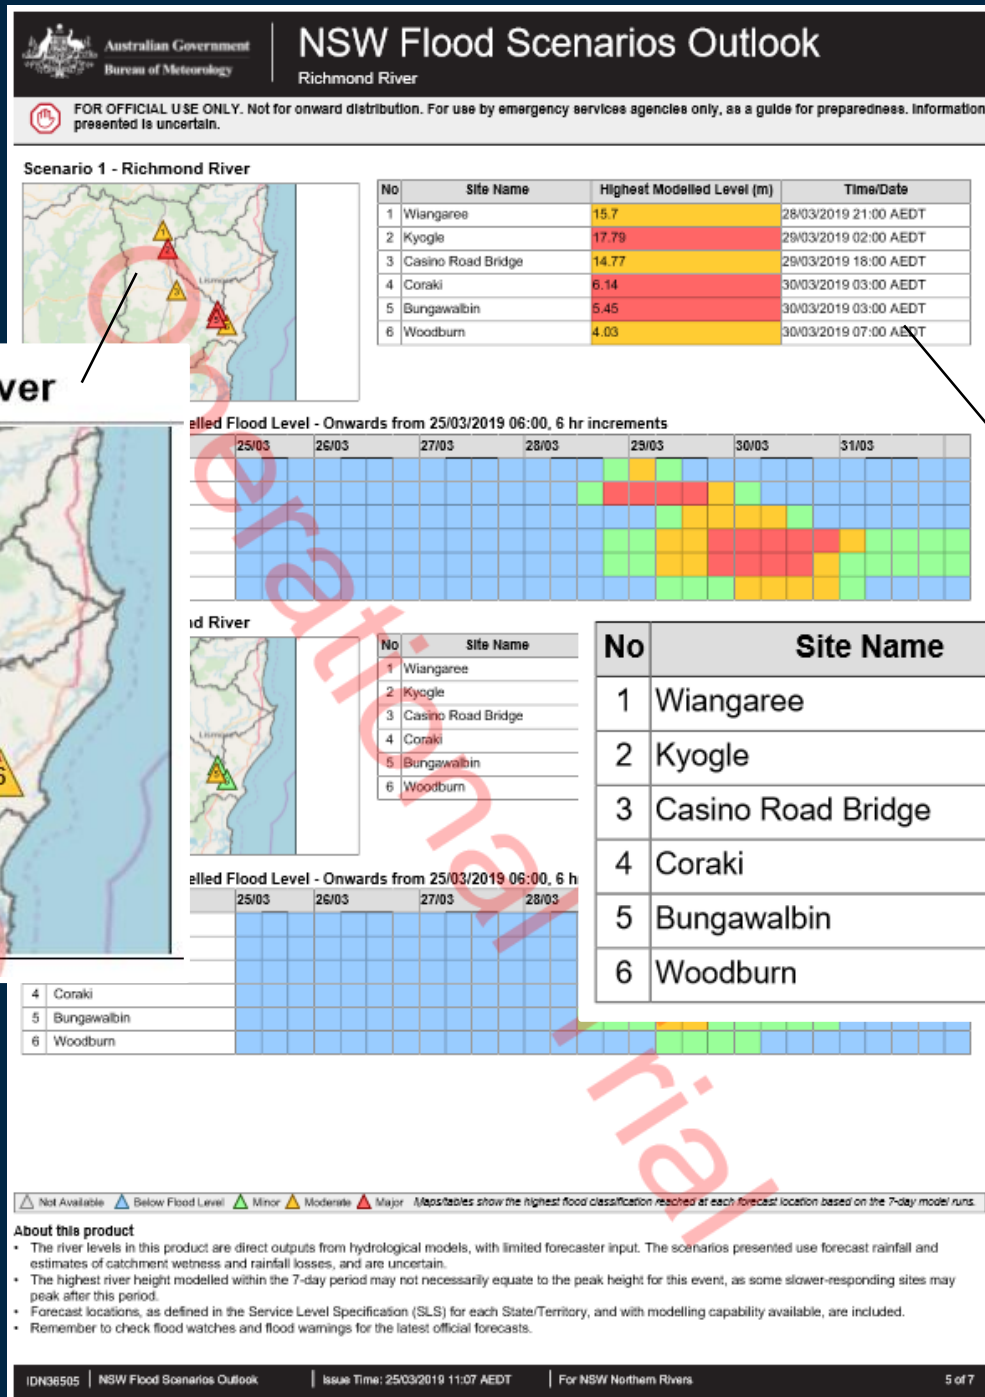 Australian Government
Bureau of Meteorology
NSW Flood Scenarios Outlook
Richmond River
FOR OFFICIAL USE ONLY. Not for onward distribution. For use by emergency services agencies only, as a guide for preparedness. Information
presented is uncertain.
Scenario 1 - Richmond River
No Site Name Highest Modelled Level (m) Time/Date
1 Wiangaree 15.7 28/03/2019 21:00 AEDT
2 Kyogle 17.79 29/03/2019 02:00 AEDT
3 Casino Road Bridge 14.77 29/03/2019 18:00 AEDT
4 Coraki 6.14 30/03/2019 03:00 AEDT
5 Bungawalbin 5.45 30/03/2019 03:00 AEDT
6 Woodburn 4.03 30/03/2019 07:00 AEDT
Lismore
ver
elled Flood Level - Onwards from 25/03/2019 06:00, 6 hr increments
25/03 26/03 27/03 28/03 29/03 30/03 31/03
nd River
No Site Name
1 Wiangaree
2 Kyogle
3 Casino Road Bridge
4 Coraki
5 Bungawalbin
6 Woodburn
Lismore
No Site Name
1 Wiangaree
2 Kyogle
3 Casino Road Bridge
4 Coraki
5 Bungawalbin
6 Woodburn
elled Flood Level - Onwards from 25/03/2019 06:00, 6 h
25/03 26/03 27/03 28/03
4 Coraki
5 Bungawalbin
6 Woodburn
Operational Trial
Not Available Below Flood Level Minor Moderate Major Maps/tables show the highest flood classification reached at each forecast location based on the 7-day model runs.
About this product
• The river levels in this product are direct outputs from hydrological models, with limited forecaster input. The scenarios presented use forecast rainfall and
estimates of catchment wetness and rainfall losses, and are uncertain.
• The highest river height modelled within the 7-day period may not necessarily equate to the peak height for this event, as some slower-responding sites may
peak after this period.
• Forecast locations, as defined in the Service Level Specification (SLS) for each State/Territory, and with modelling capability available, are included.
• Remember to check flood watches and flood warnings for the latest official forecasts.
IDN36505 NSW Flood Scenarios Outlook Issue Time: 25/03/2019 11:07 AEDT For NSW Northern Rivers 5 of 7